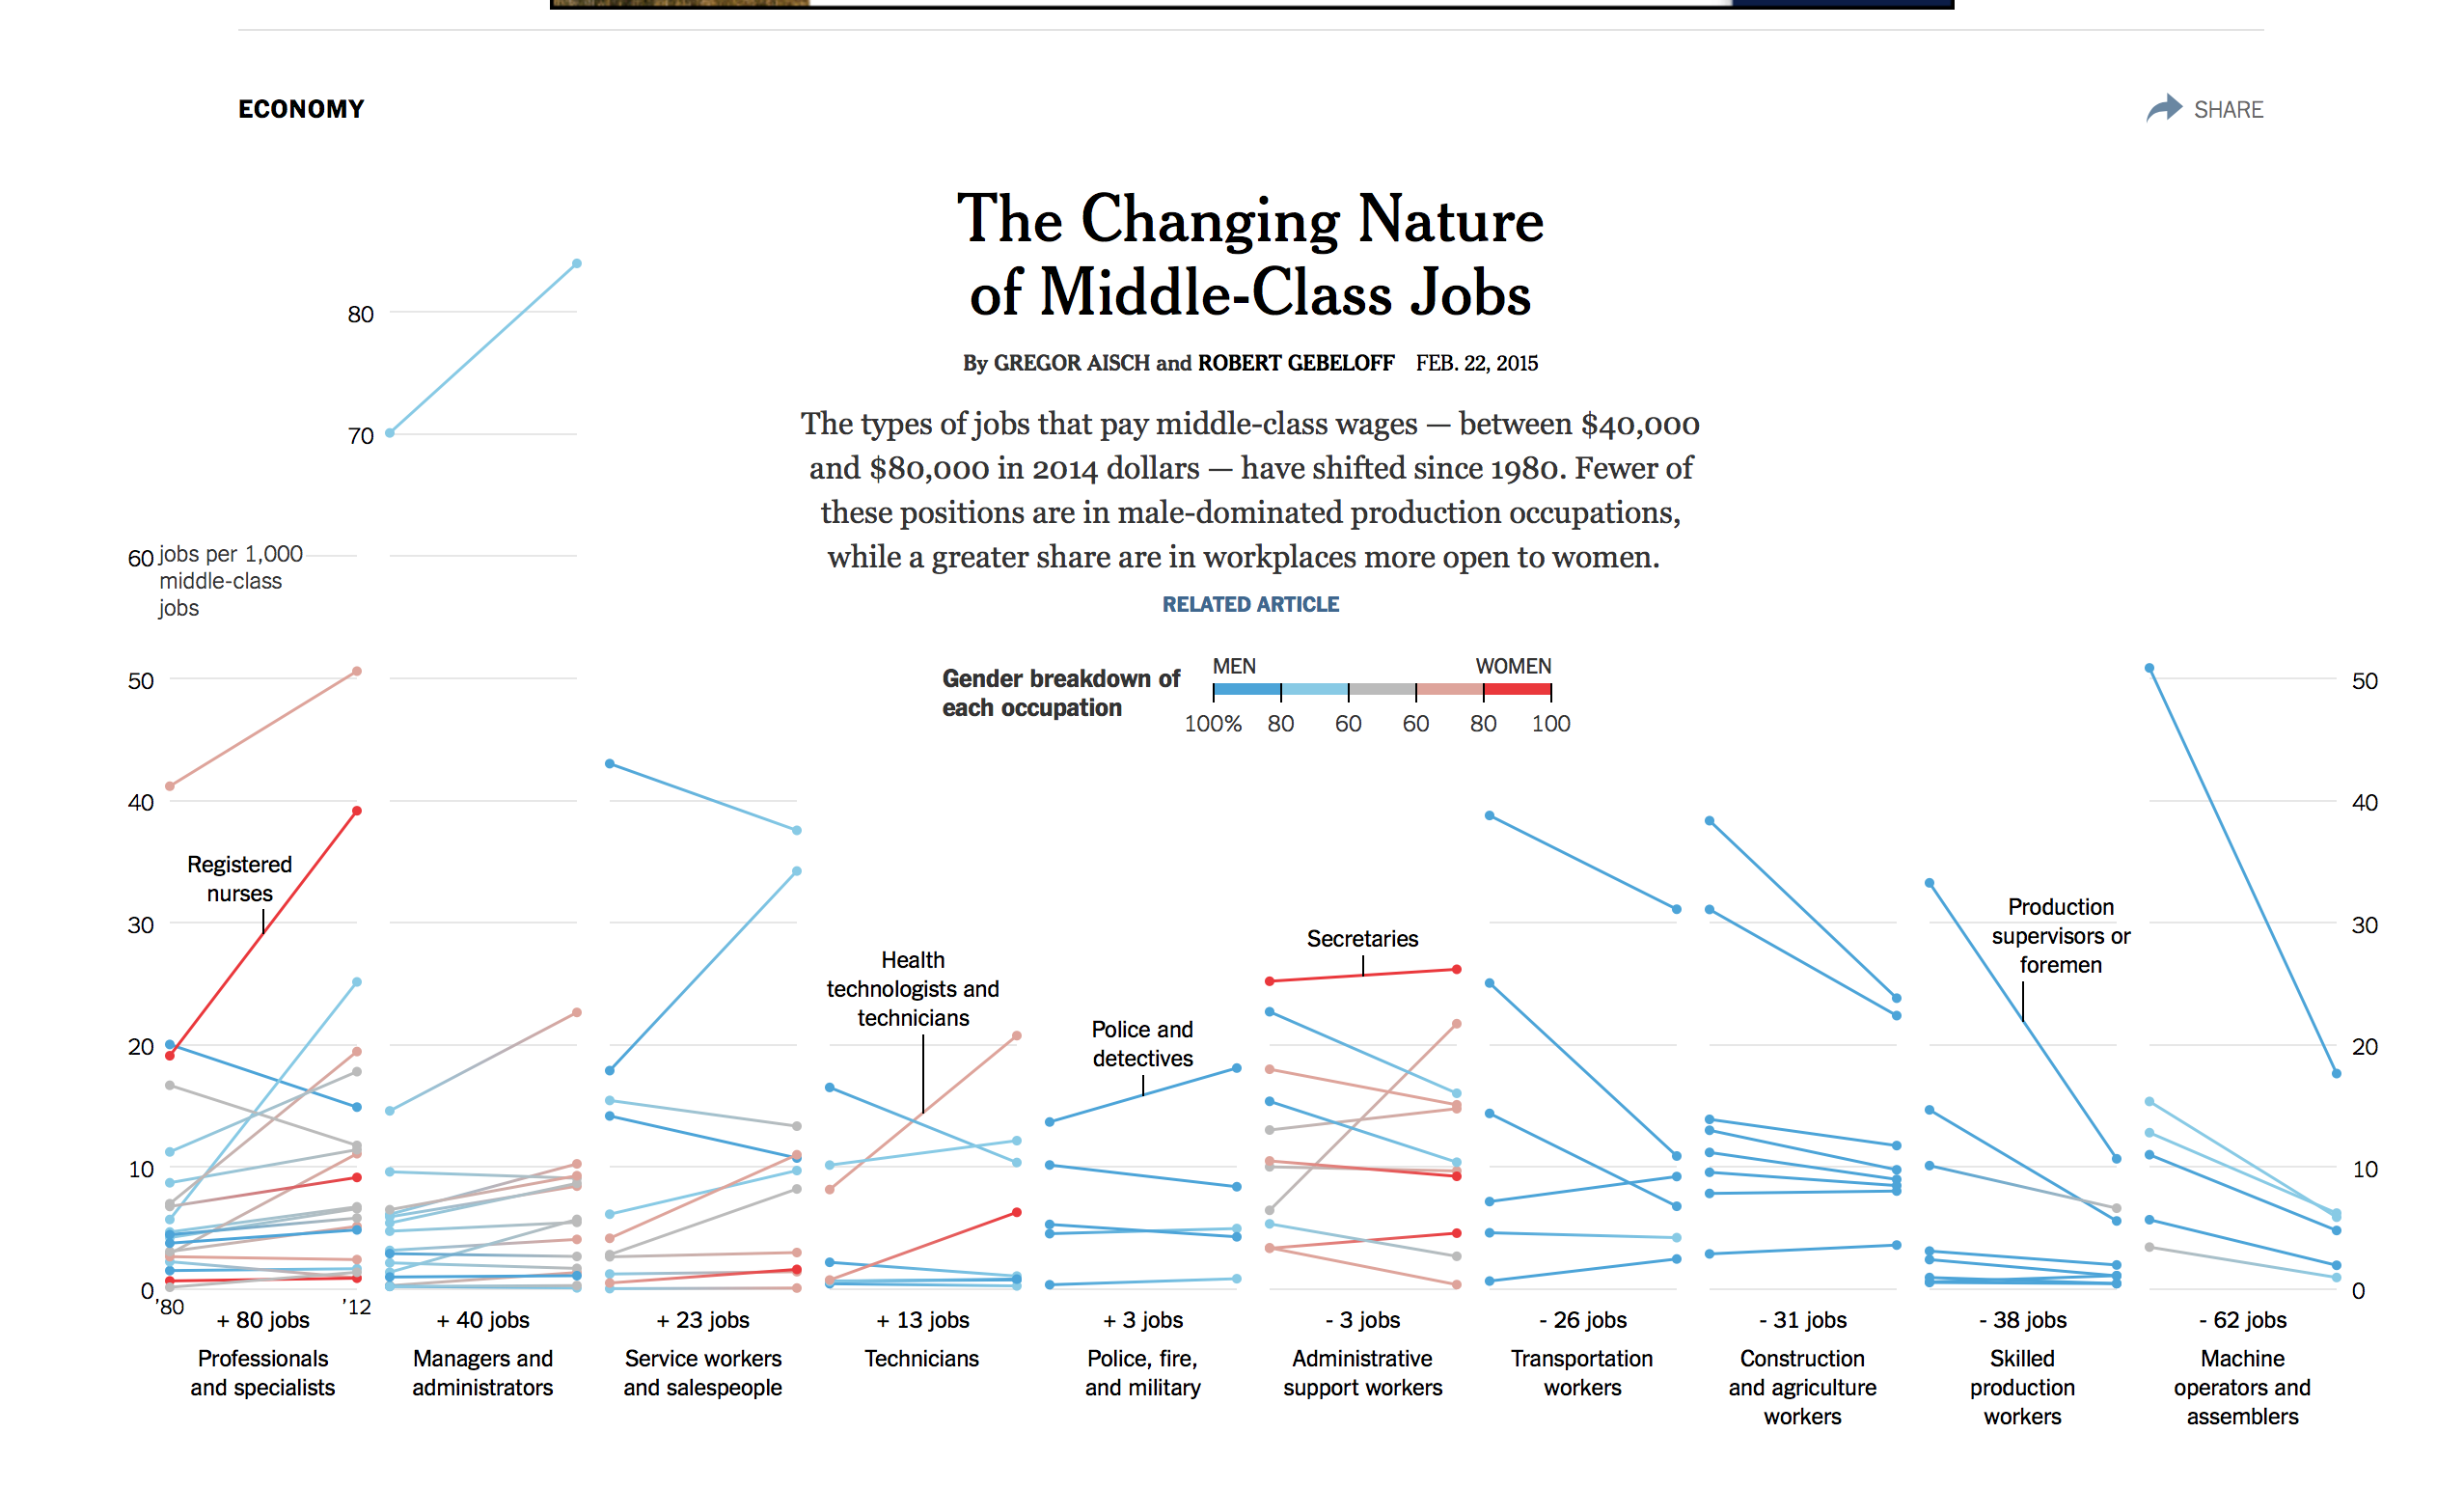 ECONOMY
SHARE
The Changing Nature
of Middle-Class Jobs
By GREGOR AISCH and ROBERT GEBELOFF FEB. 22, 2015
The types of jobs that pay middle-class wages — between $40,000
and $80,000 in 2014 dollars — have shifted since 1980. Fewer of
these positions are in male-dominated production occupations,
while a greater share are in workplaces more open to women.
RELATED ARTICLE
Gender breakdown of
each occupation
MEN WOMEN
100% 80 60 60 80 100
80
70
60 jobs per 1,000
middle-class
jobs
50
40
30
20
10
0
'80 '12
50
40
30
20
10
0
Registered
nurses
Health
technologists and
technicians
Police and
detectives
Secretaries
Production
supervisors or
foremen
+ 80 jobs
Professionals
and specialists
+ 40 jobs
Managers and
administrators
+ 23 jobs
Service workers
and salespeople
+ 13 jobs
Technicians
+ 3 jobs
Police, fire,
and military
- 3 jobs
Administrative
support workers
- 26 jobs
Transportation
workers
- 31 jobs
Construction
and agriculture
workers
- 38 jobs
Skilled
production
workers
- 62 jobs
Machine
operators and
assemblers